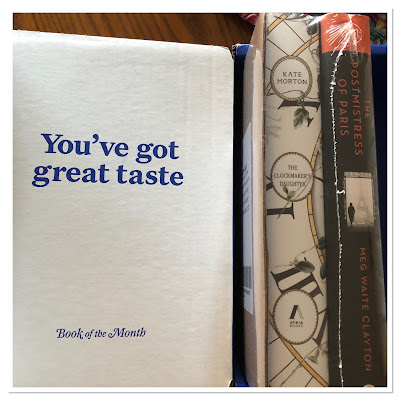 You've got
great taste
Book of the Month
KATE
MORTON
THE
CLOCKMAKER'S
DAUGHTER
ATRIA
BOOKS
THE
POSTMISTRESS
OF PARIS
MEG WAITE CLAYTON